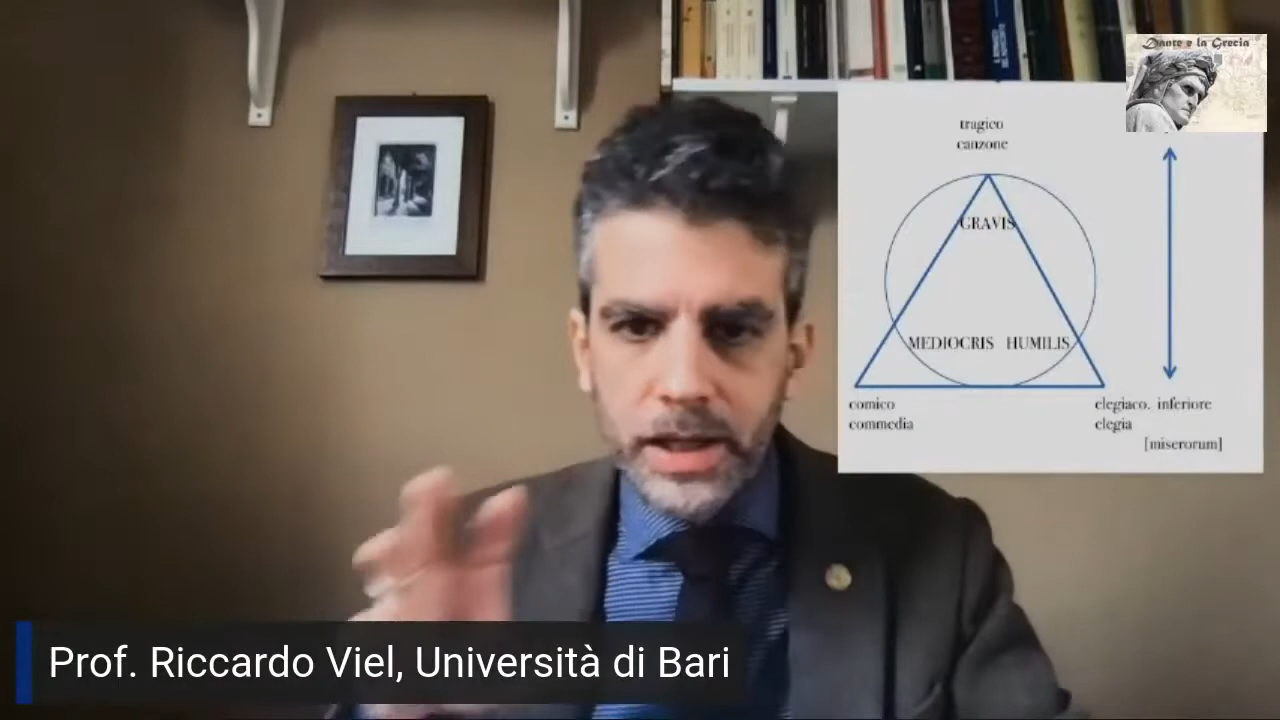 Dante e la Grecia
tragico
canzone
GRAVIS
MEDIOCRIS HUMILIS
comico
commedia
elegiaco. inferiore
elegia
[miserorum]
Prof. Riccardo Viel, Università di Bari